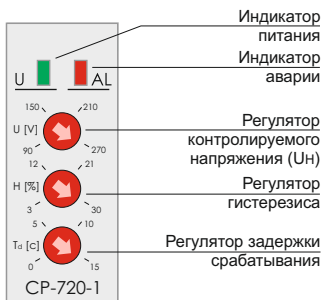 Индикатор
питания
Индикатор
аварии
U AL
150 210
U [V]
90 270
Регулятор
контролируемого
напряжения (Uн)
12 21
H [%]
3 30
Регулятор
гистерезиса
5 10
Td [c]
0 15
Регулятор задержки
срабатывания
CP-720-1